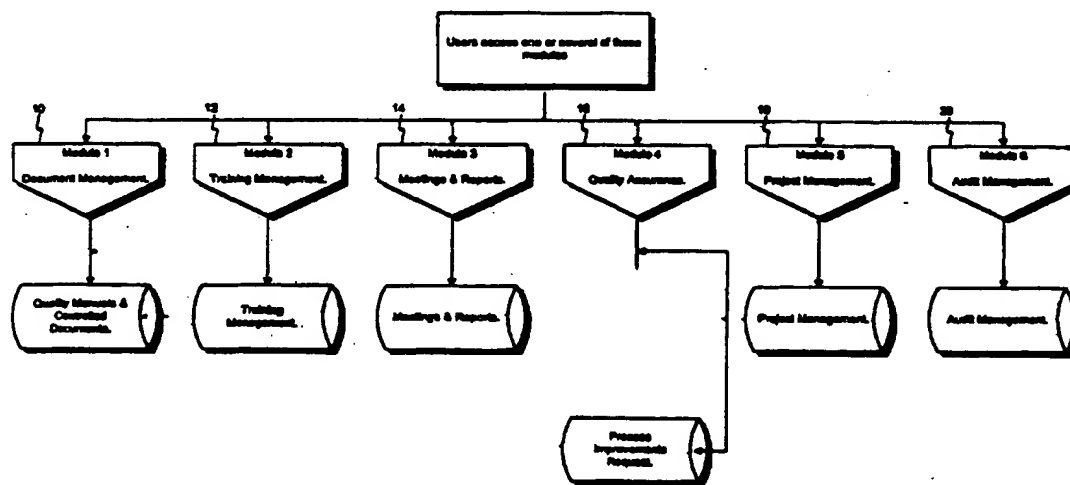 Users access one or several of these
modules
10
12
14
16
18
20
Module 1
Document Management.
Module 2
Training Management.
Module 3
Meetings & Reports.
Module 4
Quality Assurance.
Module 5
Project Management.
Module 6
Audit Management.
Quality Manuals &
Controlled
Documents.
Training
Management.
Meetings & Reports.
Project Management.
Audit Management.
Process
Improvements
Request.